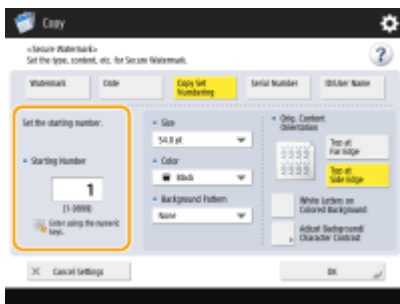 Copy
<Secure Watermark>
Set the type, content, etc. for Secure Watermark.
Watermark
Date
Copy Set Numbering
Serial Number
ID/User Name
Set the starting number.
Starting Number
1
(1-9999)
Enter using the numeric keys.
Size
54.0 pt
Color
Black
Background Pattern
None
Orig. Content Orientation
Top at Far Edge
Top at Side Edge
White Letters on Colored Background
Adjust Background/Character Contrast
Cancel Settings
OK